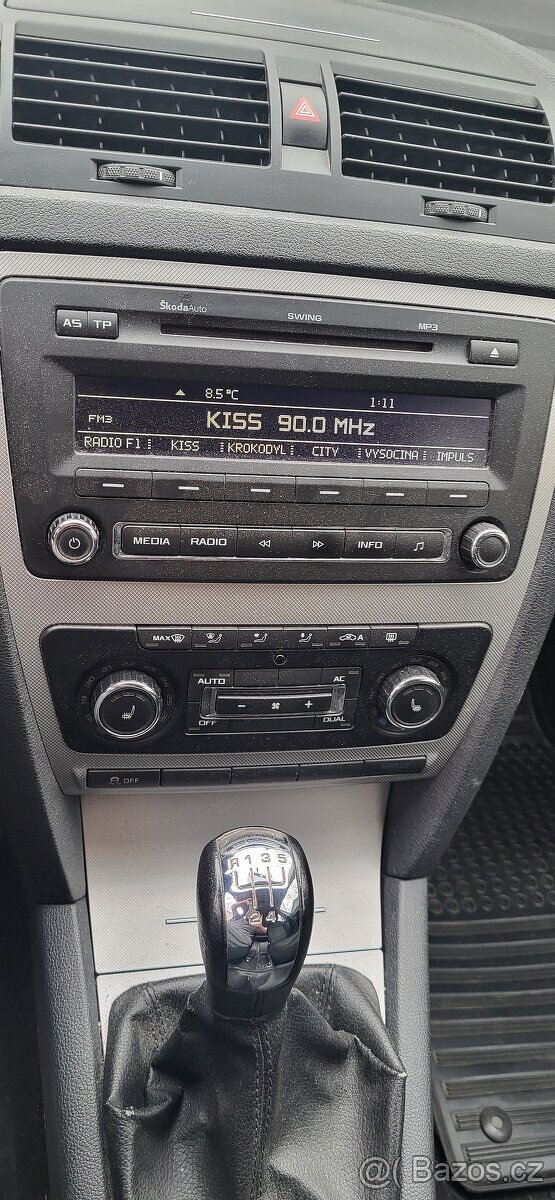 ŠkodaAuto SWING MP3
AS TP
8.5°C 1:11
FM3 KISS 90.0 MHz
RADIO F1 KISS KROKODYL CITY VYSOCINA IMPULS
MEDIA RADIO INFO
MAX A
AUTO AC
OFF DUAL
OFF
R 1 3 5
2 4
@ Bazos.cz